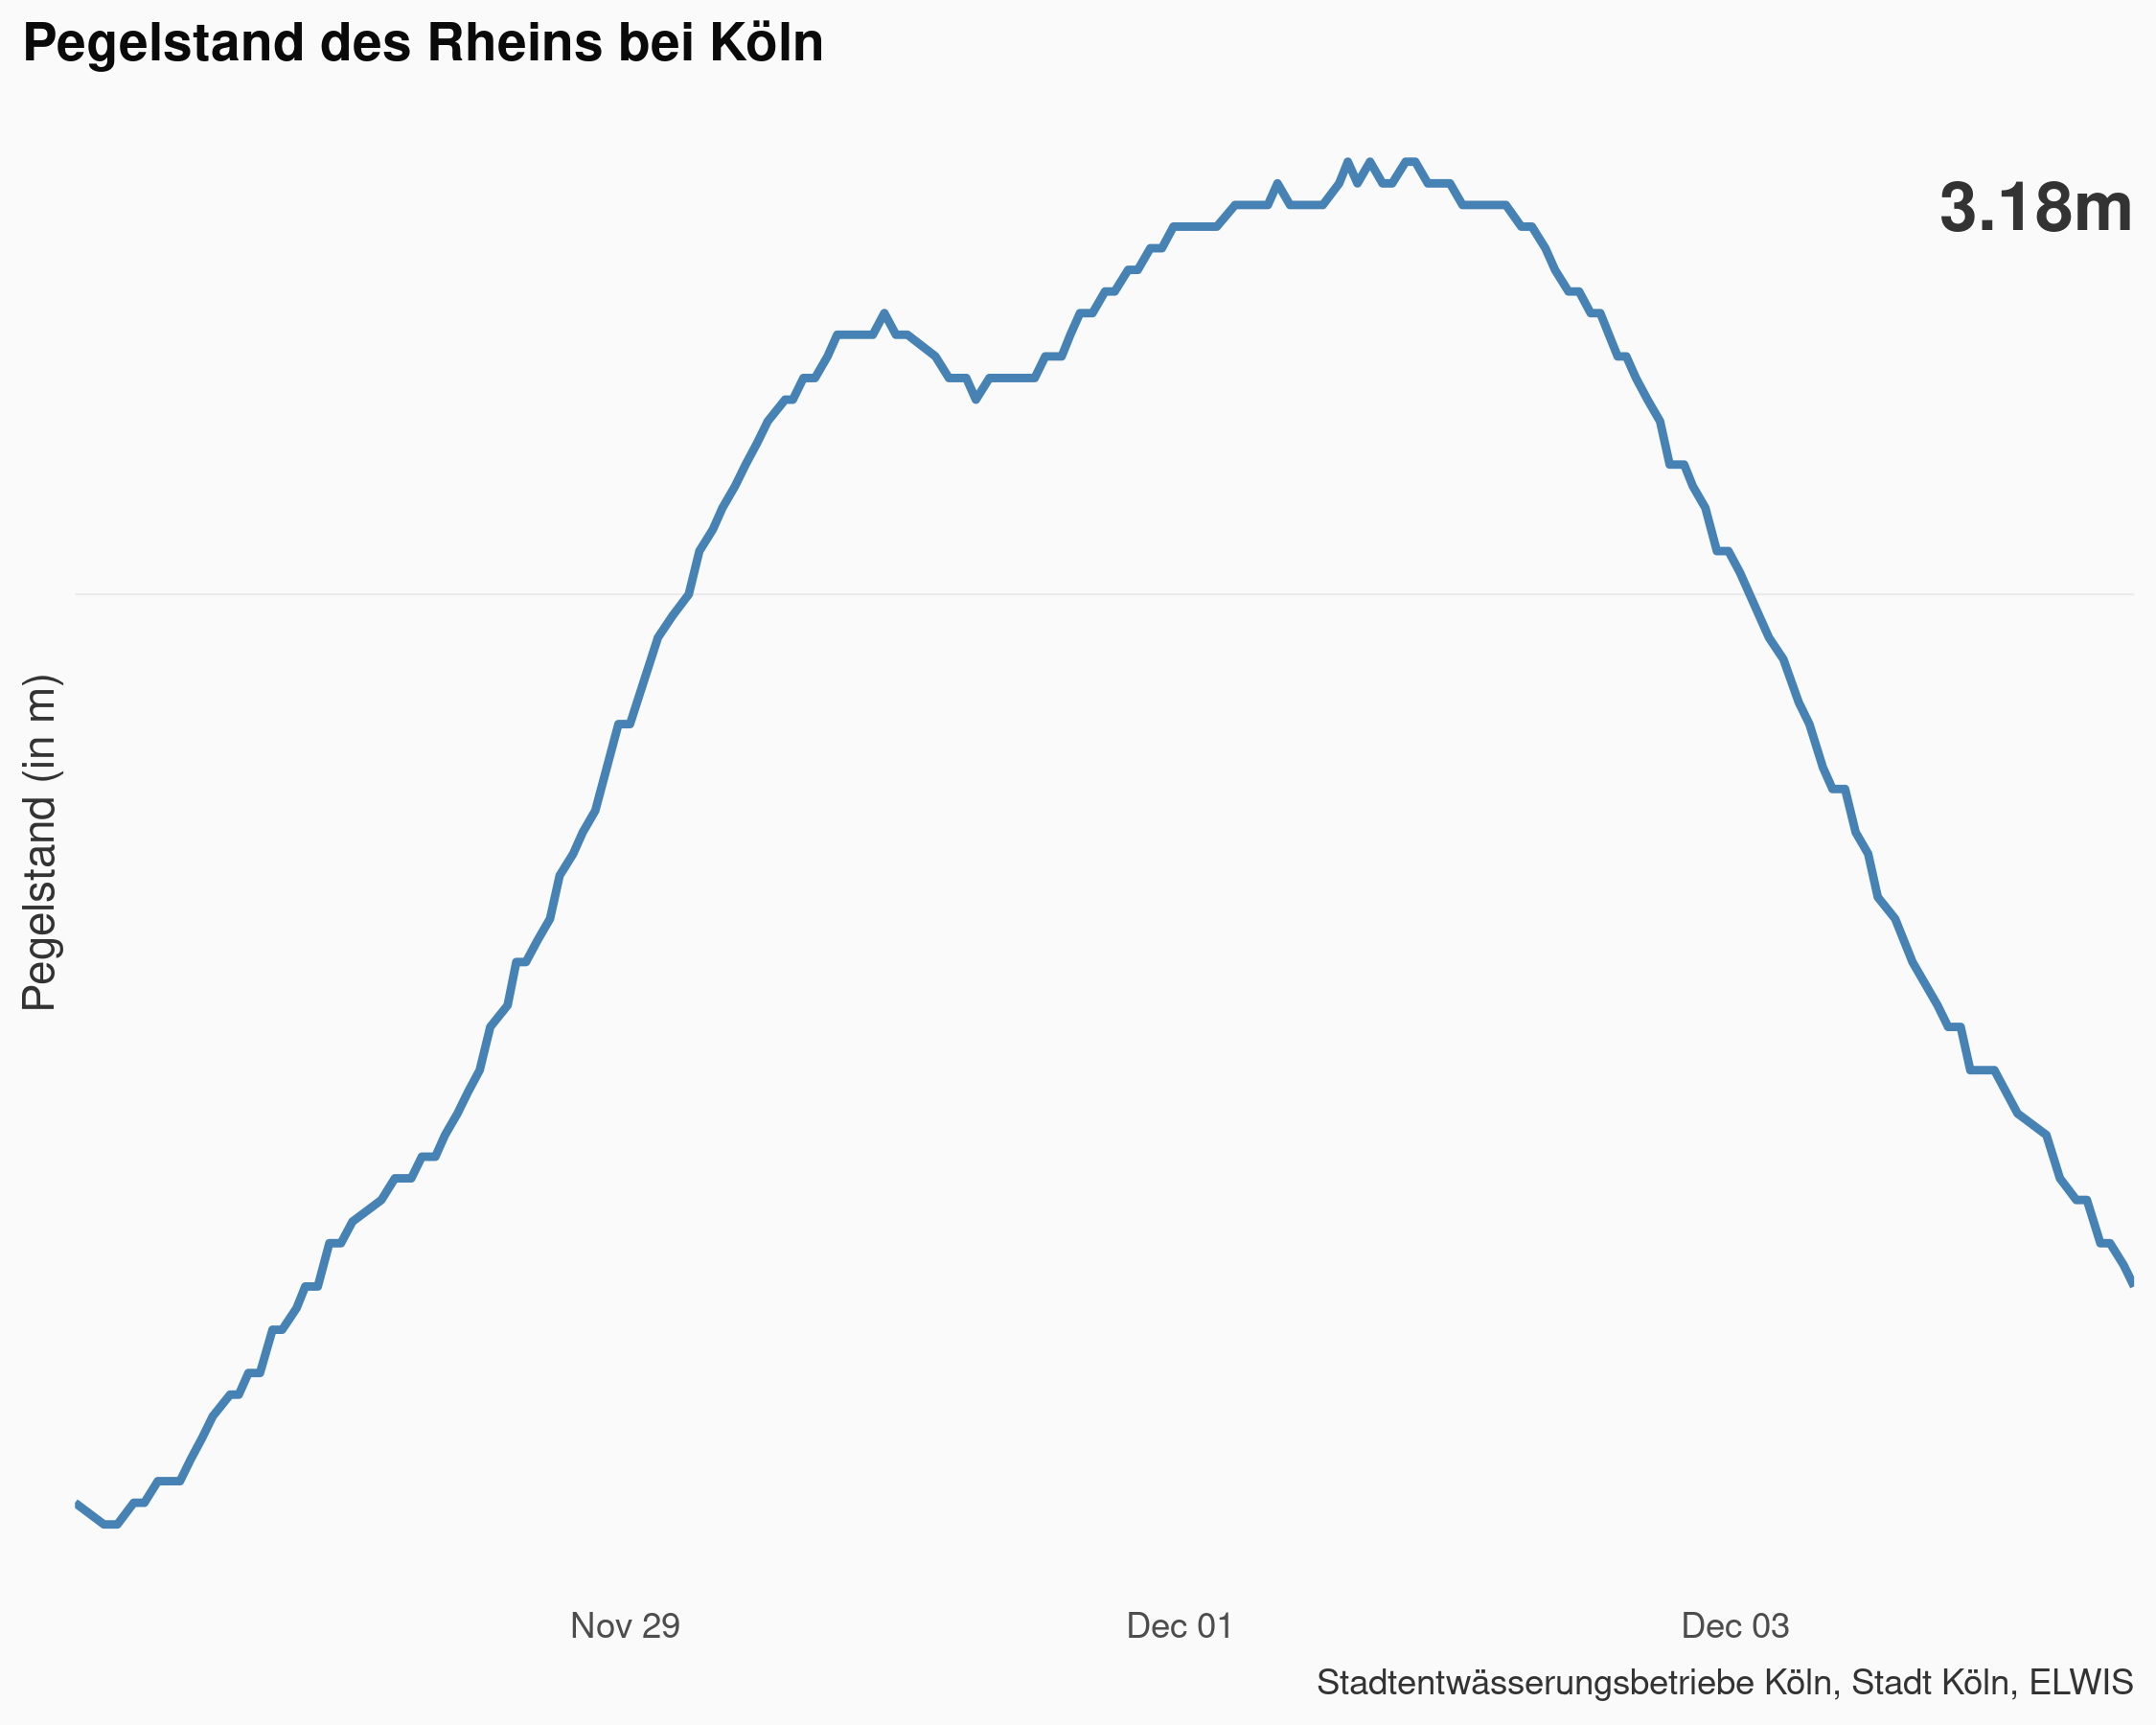 Pegelstand des Rheins bei Köln
3.18m
Pegelstand (in m)
Nov 29
Dec 01
Dec 03
Stadtentwässerungsbetriebe Köln, Stadt Köln, ELWIS